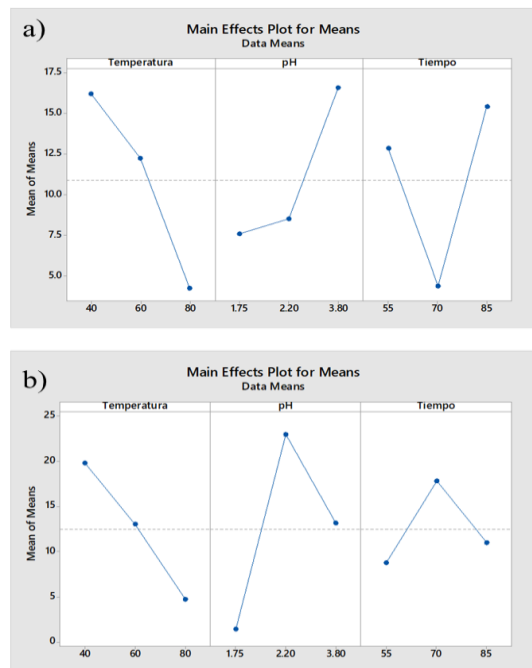 a)
Main Effects Plot for Means
Data Means
Temperatura pH Tiempo
Mean of Means
17.5
15.0
12.5
10.0
7.5
5.0
40 60 80 1.75 2.20 3.80 55 70 85
b)
Main Effects Plot for Means
Data Means
Temperatura pH Tiempo
Mean of Means
25
20
15
10
5
0
40 60 80 1.75 2.20 3.80 55 70 85